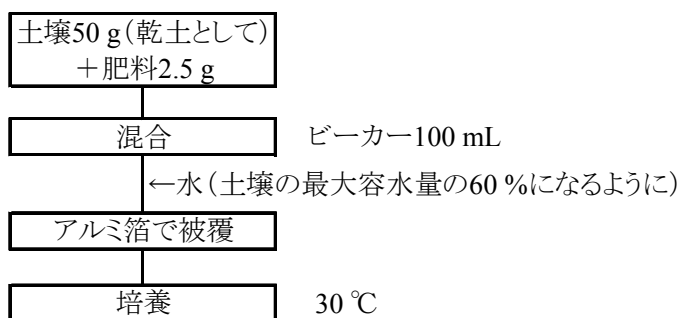 土壌50 g（乾土として）
＋肥料2.5 g
混合
ビーカー100 mL
←水（土壌の最大容水量の60 %になるように）
アルミ箔で被覆
培養
30 ℃